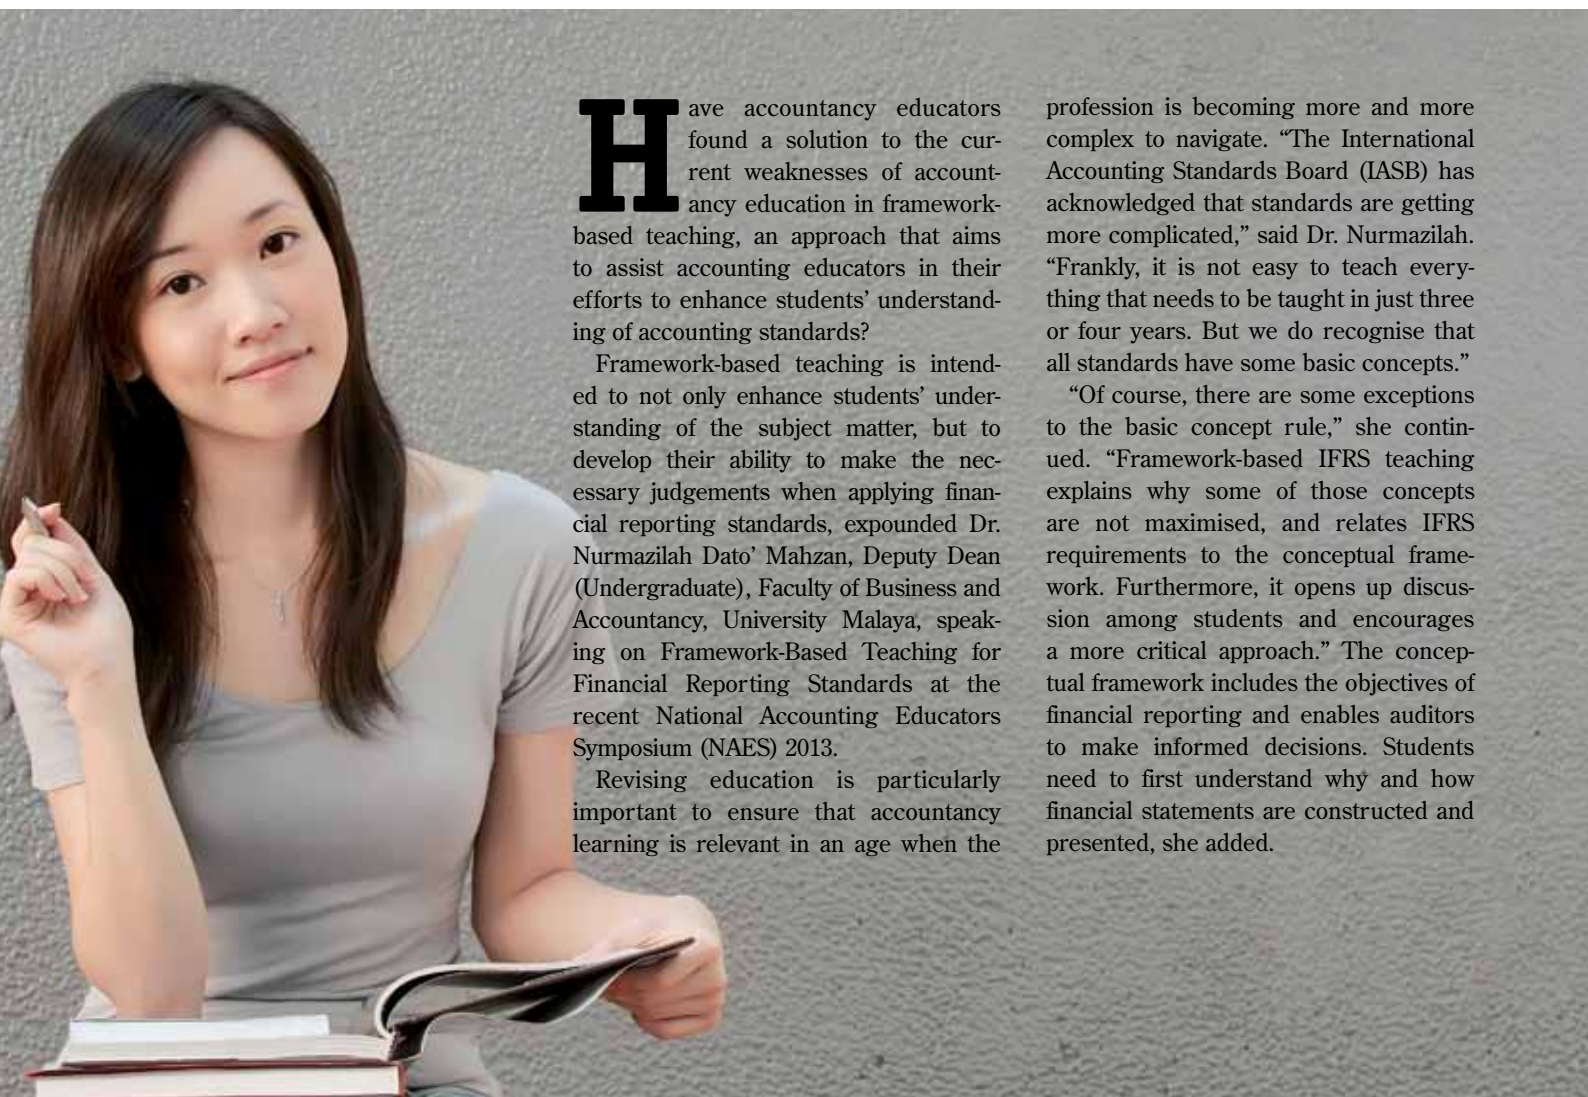 Have accountancy educators
found a solution to the cur-
rent weaknesses of account-
ancy education in framework-
based teaching, an approach that aims
to assist accounting educators in their
efforts to enhance students’ understand-
ing of accounting standards?
Framework-based teaching is intend-
ed to not only enhance students’ under-
standing of the subject matter, but to
develop their ability to make the nec-
essary judgements when applying finan-
cial reporting standards, expounded Dr.
Nurmazilah Dato’ Mahzan, Deputy Dean
(Undergraduate), Faculty of Business and
Accountancy, University Malaya, speak-
ing on Framework-Based Teaching for
Financial Reporting Standards at the
recent National Accounting Educators
Symposium (NAES) 2013.
Revising education is particularly
important to ensure that accountancy
learning is relevant in an age when the
profession is becoming more and more
complex to navigate. “The International
Accounting Standards Board (IASB) has
acknowledged that standards are getting
more complicated,” said Dr. Nurmazilah.
“Frankly, it is not easy to teach every-
thing that needs to be taught in just three
or four years. But we do recognise that
all standards have some basic concepts.”
“Of course, there are some exceptions
to the basic concept rule,” she contin-
ued. “Framework-based IFRS teaching
explains why some of those concepts
are not maximised, and relates IFRS
requirements to the conceptual frame-
work. Furthermore, it opens up discus-
sion among students and encourages
a more critical approach.” The concep-
tual framework includes the objectives of
financial reporting and enables auditors
to make informed decisions. Students
need to first understand why and how
financial statements are constructed and
presented, she added.